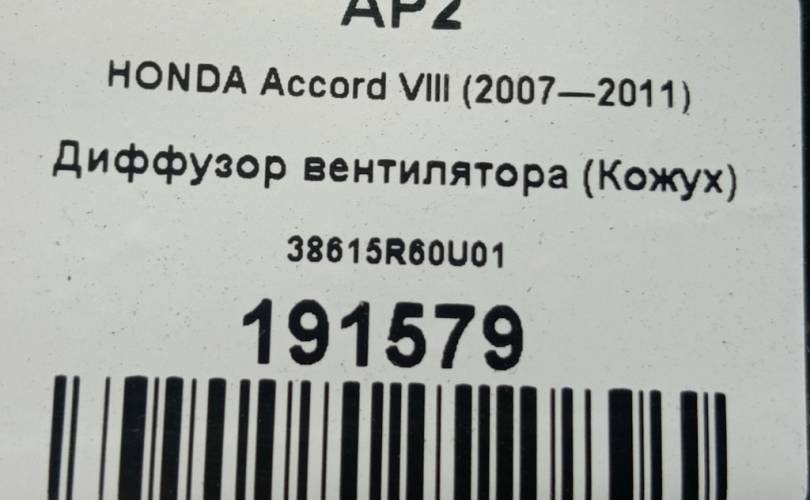 AP2
HONDA Accord VIII (2007—2011)
Диффузор вентилятора (Кожух)
38615R60U01
191579